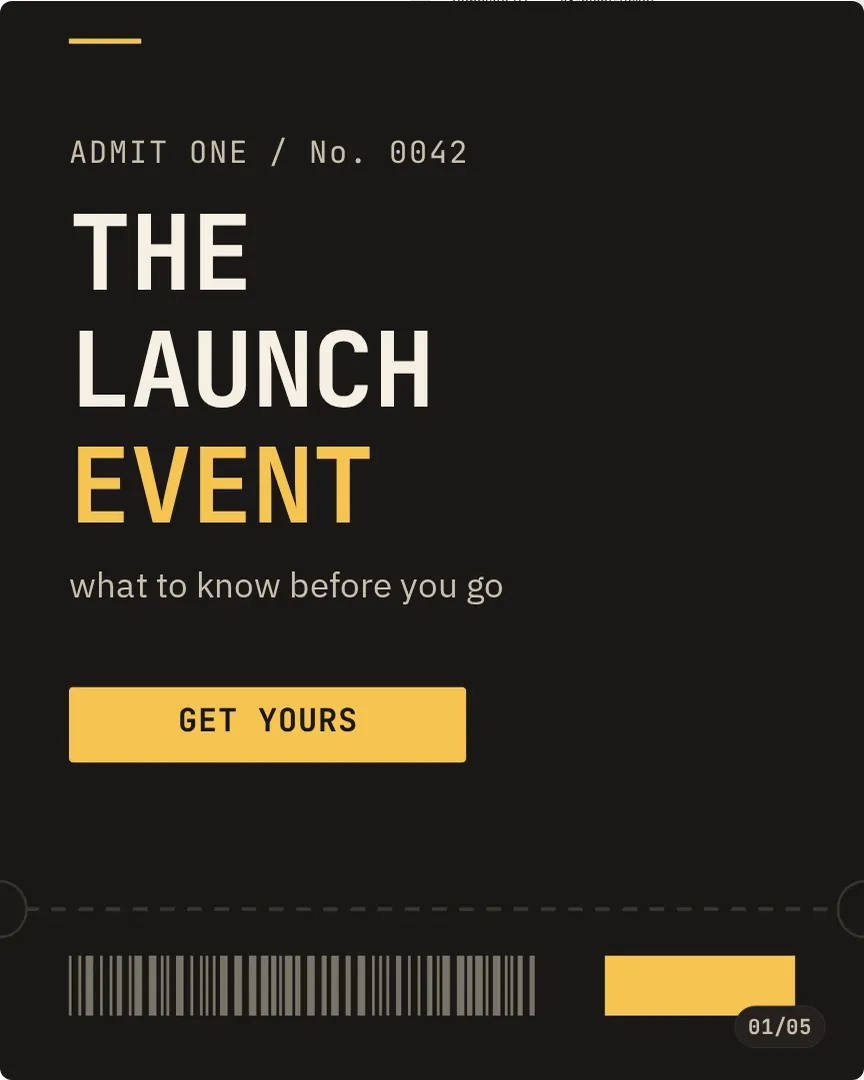 ADMIT ONE / No. 0042
THE
LAUNCH
EVENT
what to know before you go
GET YOURS
01/05